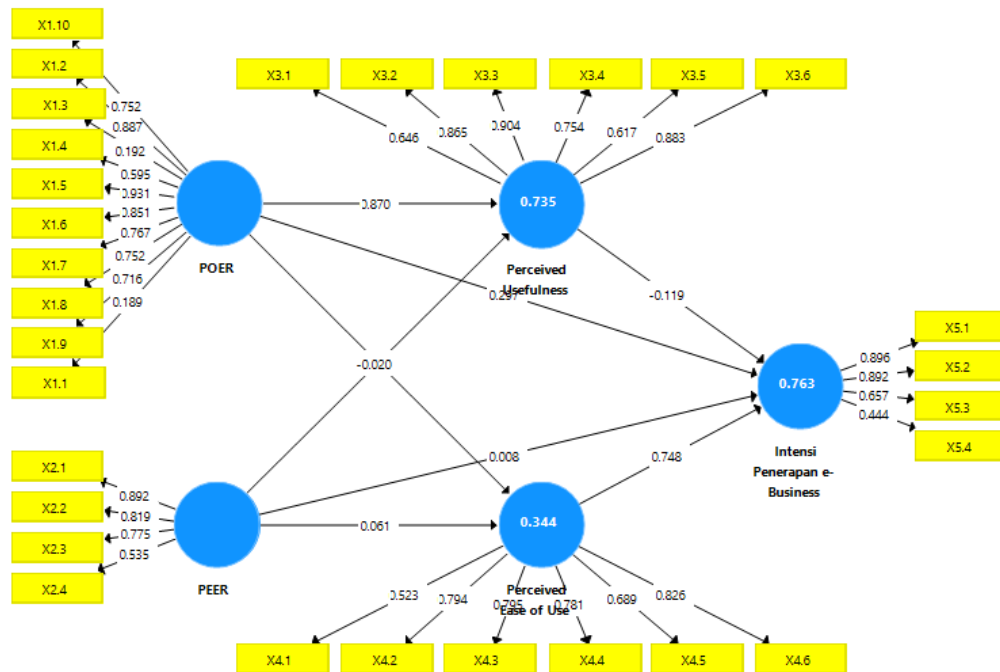 X1.10
X1.2
X1.3
X1.4
X1.5
X1.6
X1.7
X1.8
X1.9
X1.1
0.752
0.887
0.192
0.595
0.931
0.851
0.767
0.752
0.716
0.189
POER
X3.1
X3.2
X3.3
X3.4
X3.5
X3.6
0.646
0.865
0.904
0.754
0.617
0.883
0.870
0.735
Perceived
Usefulness
0.297
-0.119
-0.020
X2.1
X2.2
X2.3
X2.4
0.892
0.819
0.775
0.535
PEER
0.008
0.061
0.748
0.344
Perceived
Ease of Use
0.523
0.794
0.795
0.781
0.689
0.826
X4.1
X4.2
X4.3
X4.4
X4.5
X4.6
0.763
Intensi
Penerapan e-
Business
0.896
0.892
0.657
0.444
X5.1
X5.2
X5.3
X5.4